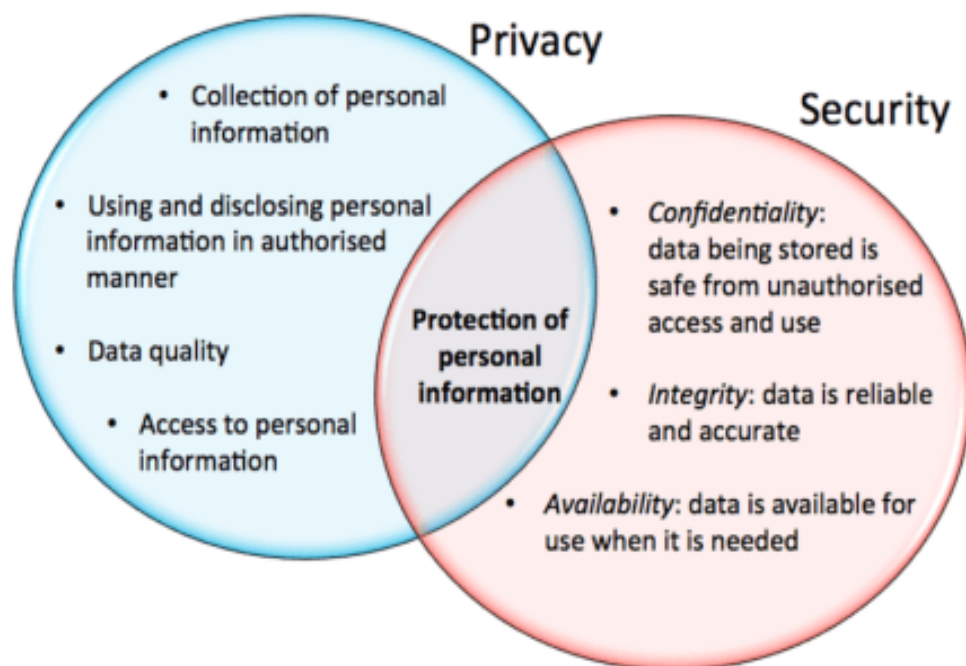 Privacy
• Collection of personal
information
• Using and disclosing personal
information in authorised
manner
• Data quality
• Access to personal
information
Protection of
personal
information
Security
• Confidentiality:
data being stored is
safe from unauthorised
access and use
• Integrity: data is reliable
and accurate
• Availability: data is available for
use when it is needed